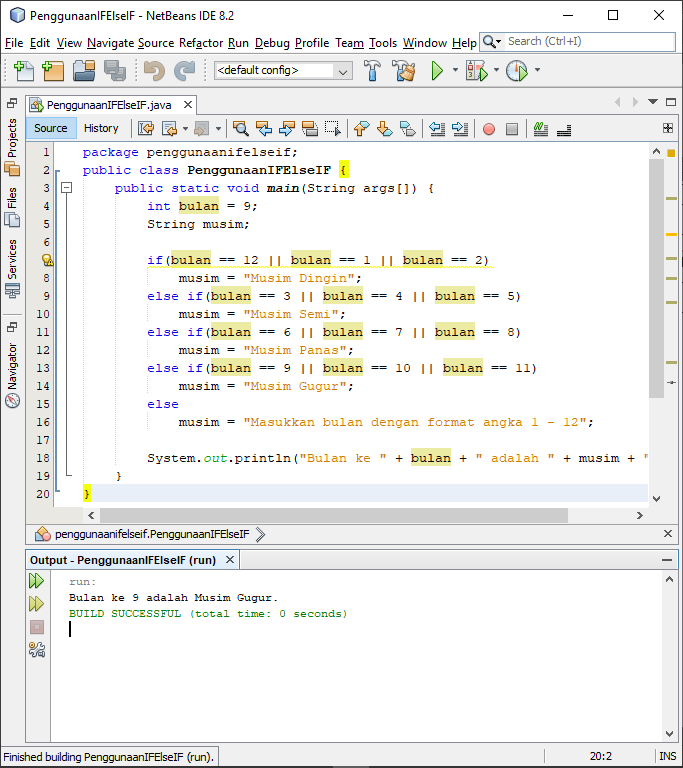 PenggunaanIFElseIF - NetBeans IDE 8.2
File Edit View Navigate Source Refactor Run Debug Profile Team Tools Window Help Search (Ctrl+I)
<default config>
PenggunaanIFElseIF.java
Source History
Projects
Files
Services
Navigator
1 package penggunaanifelseif;
2 public class PenggunaanIFElseIF {
3 public static void main(String args[]) {
4 int bulan = 9;
5 String musim;
6
if(bulan == 12 || bulan == 1 || bulan == 2)
8 musim = "Musim Dingin";
9 else if(bulan == 3 || bulan == 4 || bulan == 5)
10 musim = "Musim Semi";
11 else if(bulan == 6 || bulan == 7 || bulan == 8)
12 musim = "Musim Panas";
13 else if(bulan == 9 || bulan == 10 || bulan == 11)
14 musim = "Musim Gugur";
15 else
16 musim = "Masukkan bulan dengan format angka 1 - 12";
17
18 System.out.println("Bulan ke " + bulan + " adalah " + musim + "
19 }
20 }
penggunaanifelseif.PenggunaanIFElseIF
Output - PenggunaanIFElseIF (run)
run:
Bulan ke 9 adalah Musim Gugur.
BUILD SUCCESSFUL (total time: 0 seconds)
Finished building PenggunaanIFElseIF (run). 20:2 INS